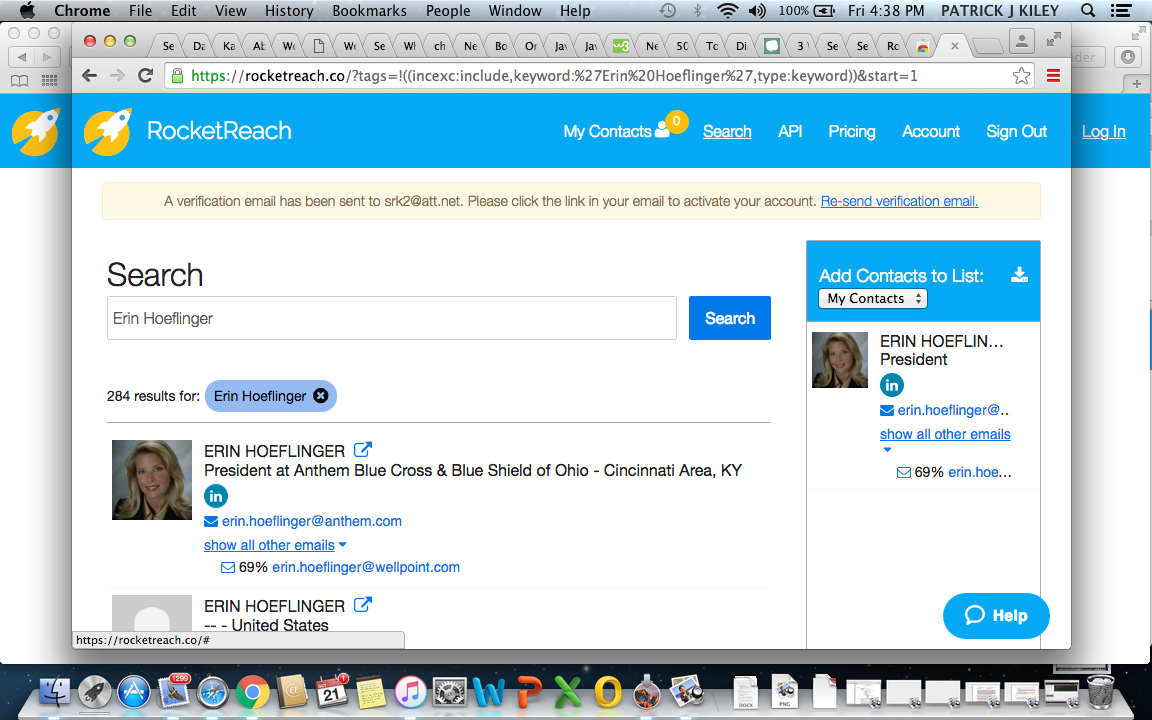 Chrome File Edit View History Bookmarks People Window Help 100% Fri 4:38 PM PATRICK J KILEY
Se Da Ka Ab We We Se Wh ch Ne Bo Or Jav Jav w3 Ne 50 To Di 3 Se Se Ro
https://rocketreach.co/?tags=!((incexc:include,keyword:%27Erin%20Hoeflinger%27,type:keyword))&start=1
der
RocketReach My Contacts 0 Search API Pricing Account Sign Out Log In
A verification email has been sent to srk2@att.net. Please click the link in your email to activate your account. Re-send verification email.
Search
Erin Hoeflinger
Search
284 results for: Erin Hoeflinger
ERIN HOEFLINGER
President at Anthem Blue Cross & Blue Shield of Ohio - Cincinnati Area, KY
in
erin.hoeflinger@anthem.com
show all other emails
69% erin.hoeflinger@wellpoint.com
ERIN HOEFLINGER
-- - United States
Add Contacts to List:
My Contacts
ERIN HOEFLIN...
President
in
erin.hoeflinger@...
show all other emails
69% erin.hoe...
Help
https://rocketreach.co/#
1299
1
21
W P X O
DOCX
PNG